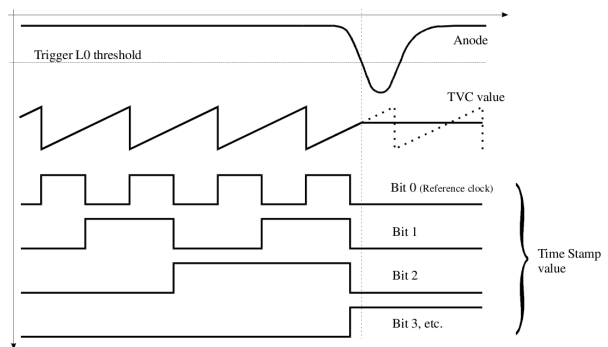 Anode
Trigger L0 threshold
TVC value
Bit 0 (Reference clock)
Bit 1
Time Stamp
value
Bit 2
Bit 3, etc.